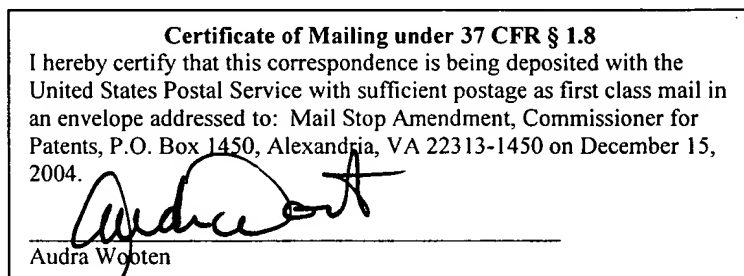 Certificate of Mailing under 37 CFR § 1.8
I hereby certify that this correspondence is being deposited with the
United States Postal Service with sufficient postage as first class mail in
an envelope addressed to: Mail Stop Amendment, Commissioner for
Patents, P.O. Box 1450, Alexandria, VA 22313-1450 on December 15,
2004.
Audra Wooten